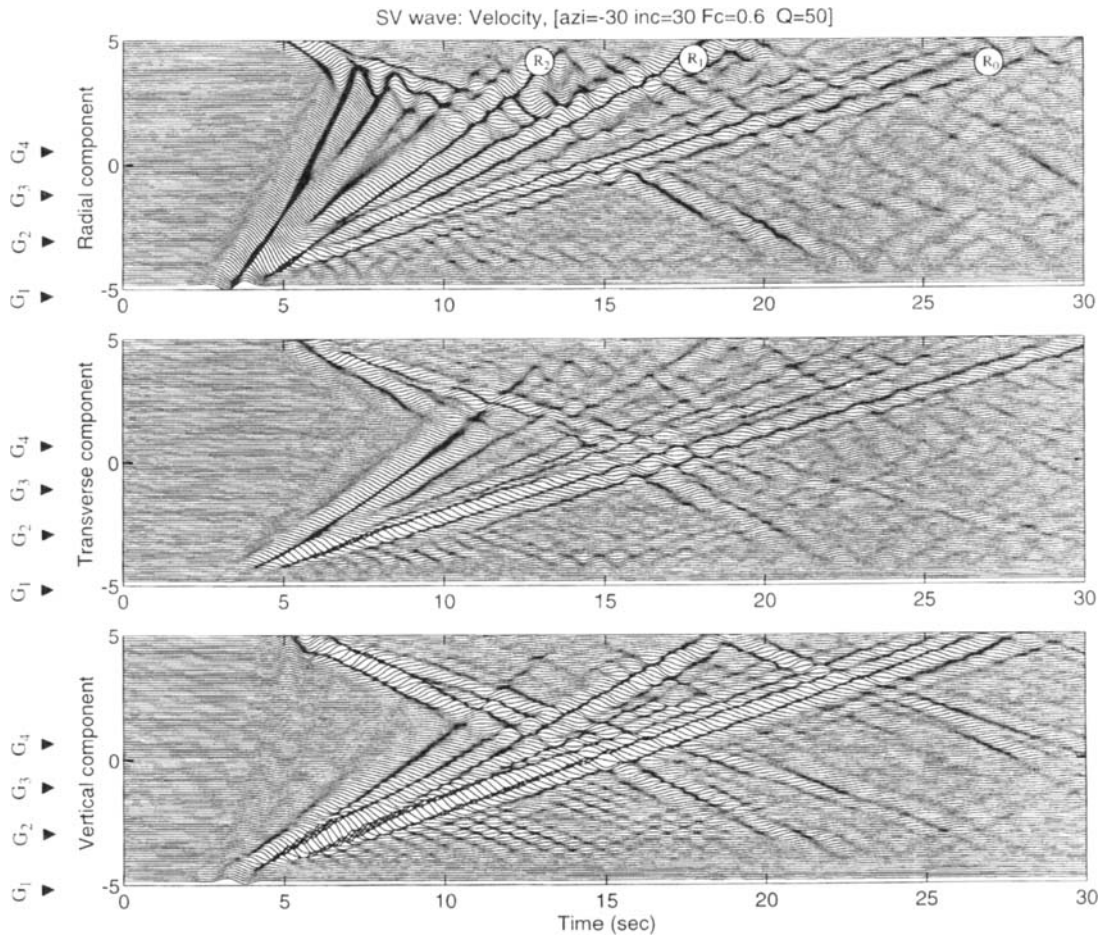 SV wave: Velocity, [azi=-30 inc=30 Fc=0.6 Q=50]
5
R2
R1
R0
G4 ►
0
G3 ►
Radial component
G2 ►
G1 ►
-5
0 5 10 15 20 25 30
5
G4 ►
0
G3 ►
Transverse component
G2 ►
G1 ►
-5
0 5 10 15 20 25 30
5
G4 ►
0
G3 ►
Vertical component
G2 ►
G1 ►
-5
0 5 10 15 20 25 30
Time (sec)